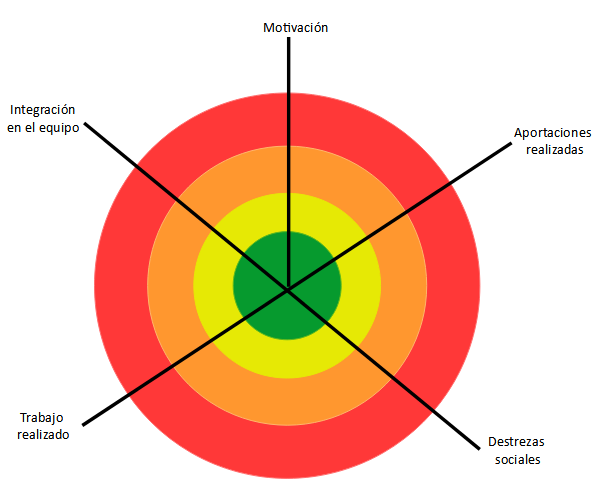 Motivación
Integración
en el equipo
Aportaciones
realizadas
Trabajo
realizado
Destrezas
sociales